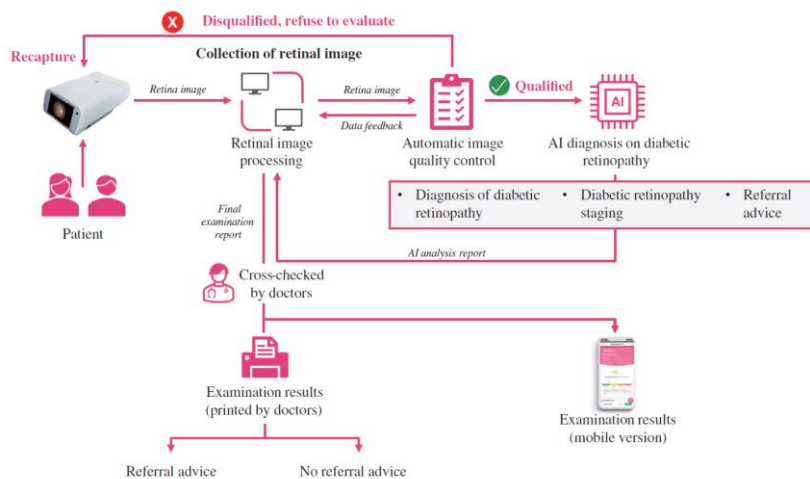 Disqualified, refuse to evaluate
Recapture
Collection of retinal image
Retina image
Retina image
Data feedback
Qualified
AI
Retinal image
processing
Automatic image
quality control
AI diagnosis on diabetic
retinopathy
Patient
Final
examination
report
• Diagnosis of diabetic
retinopathy
• Diabetic retinopathy
staging
• Referral
advice
AI analysis report
Cross-checked
by doctors
Examination results
(printed by doctors)
Examination results
(mobile version)
Referral advice
No referral advice